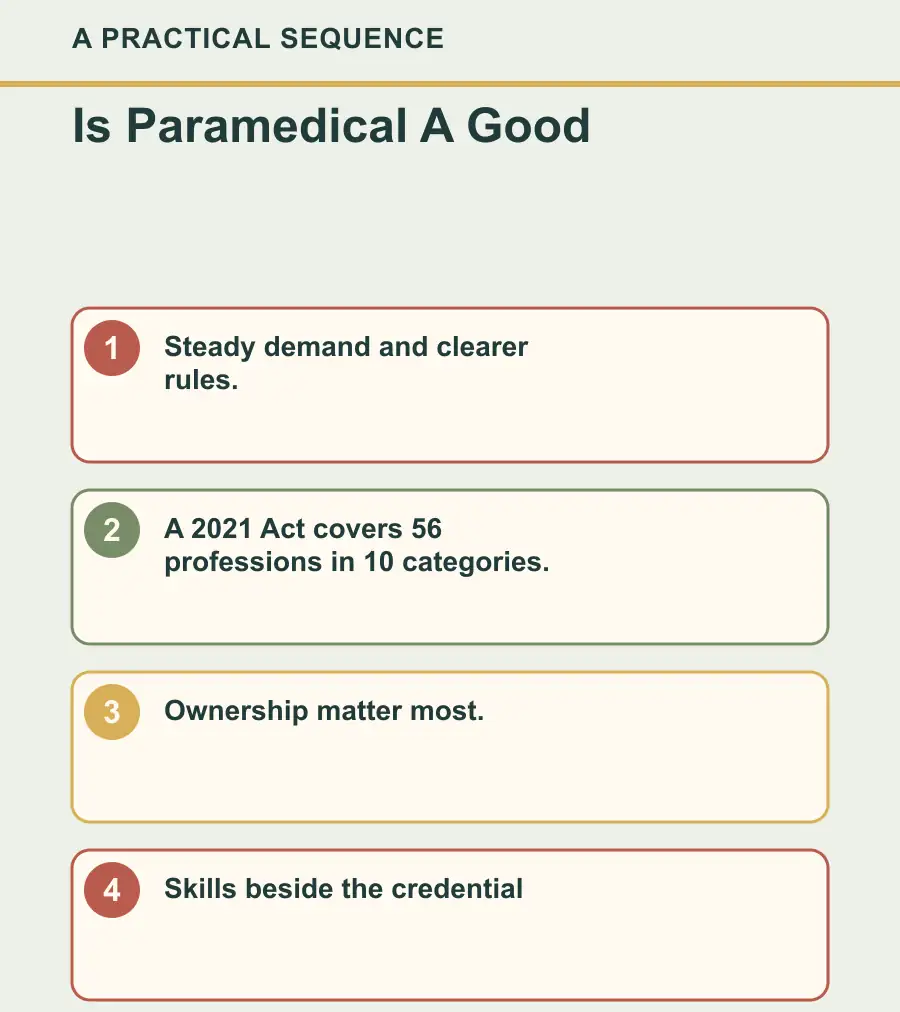 A PRACTICAL SEQUENCE
Is Paramedical A Good
1
Steady demand and clearer
rules.
2
A 2021 Act covers 56
professions in 10 categories.
3
Ownership matter most.
4
Skills beside the credential